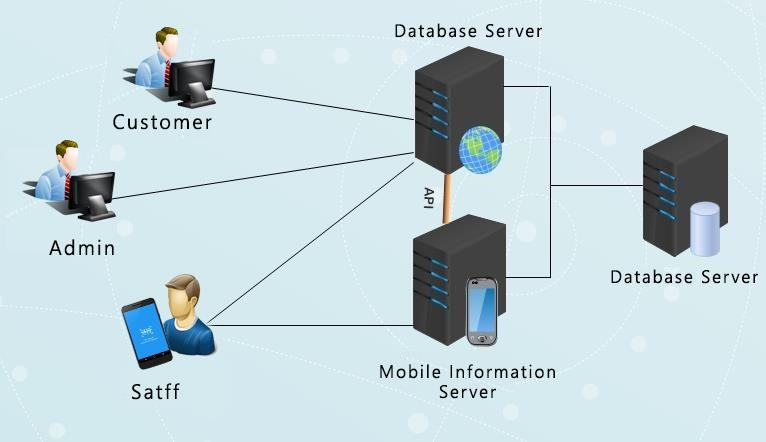 Database Server
Customer
Admin
API
Database Server
Mobile Information
Server
Satff